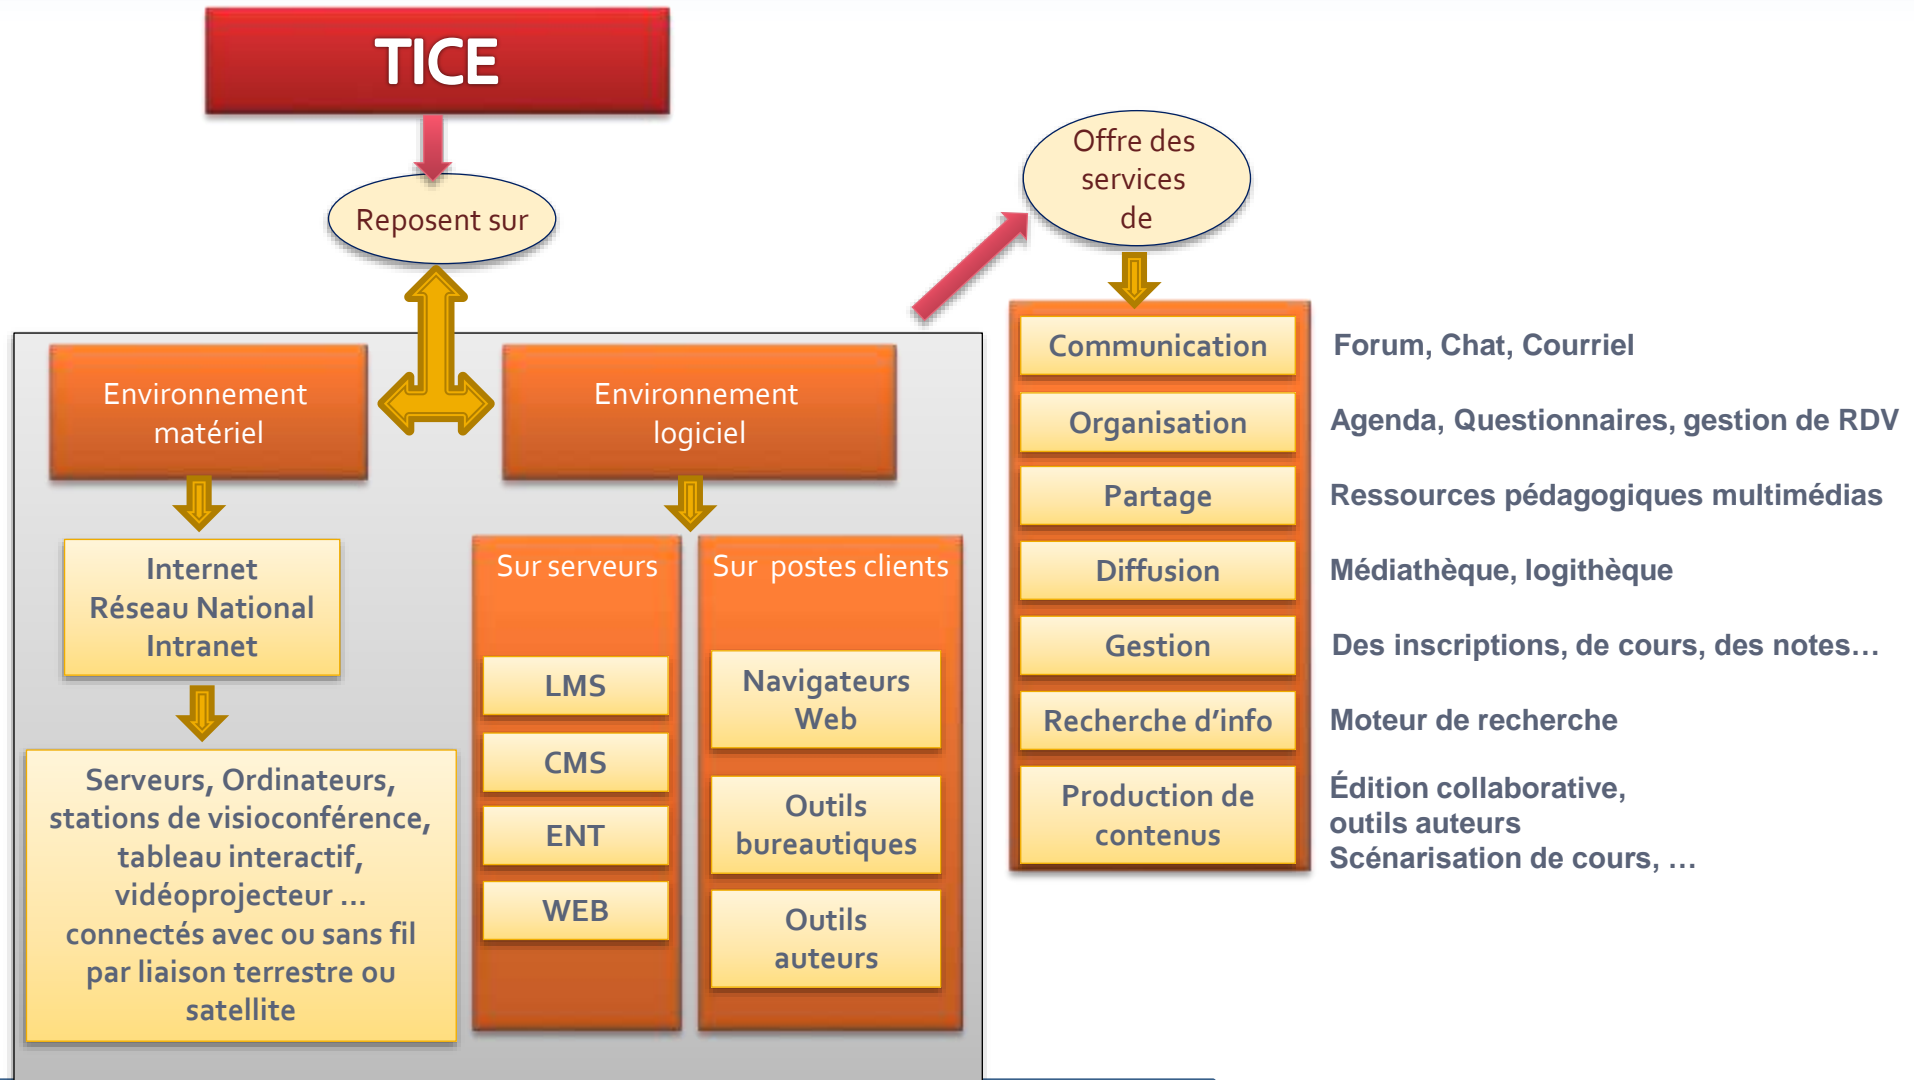 TICE
Reposent sur
Environnement
matériel
Environnement
logiciel
Internet
Réseau National
Intranet
Serveurs, Ordinateurs,
stations de visioconférence,
tableau interactif,
vidéoprojecteur ...
connectés avec ou sans fil
par liaison terrestre ou
satellite
Sur serveurs
LMS
CMS
ENT
WEB
Sur postes clients
Navigateurs
Web
Outils
bureautiques
Outils
auteurs
Offre des
services
de
Communication
Forum, Chat, Courriel
Organisation
Agenda, Questionnaires, gestion de RDV
Partage
Ressources pédagogiques multimédias
Diffusion
Médiathèque, logithèque
Gestion
Des inscriptions, de cours, des notes…
Recherche d’info
Moteur de recherche
Production de
contenus
Édition collaborative,
outils auteurs
Scénarisation de cours, …